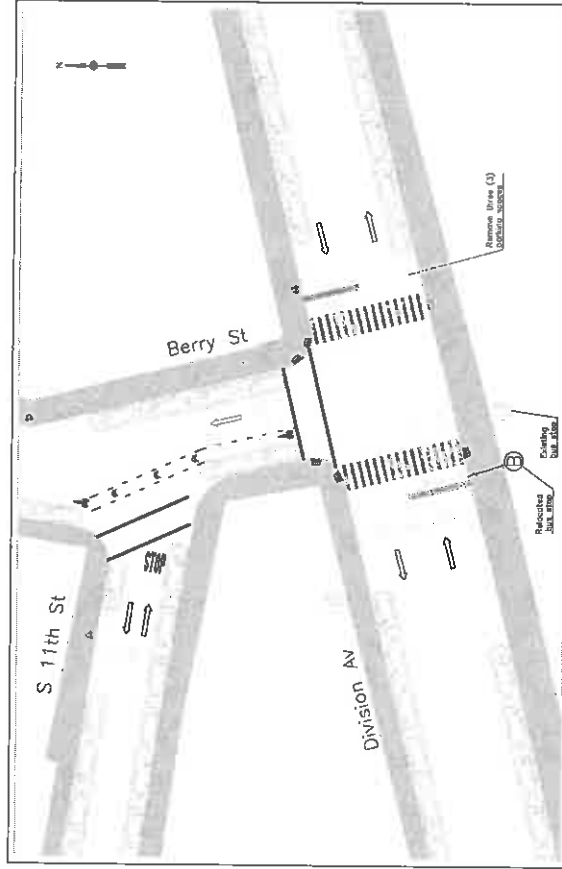 N
Berry St
S 11th St
Division Av
STOP
Remove three (3)
parking spaces
Existing
bus stop
B
Relocated
bus stop